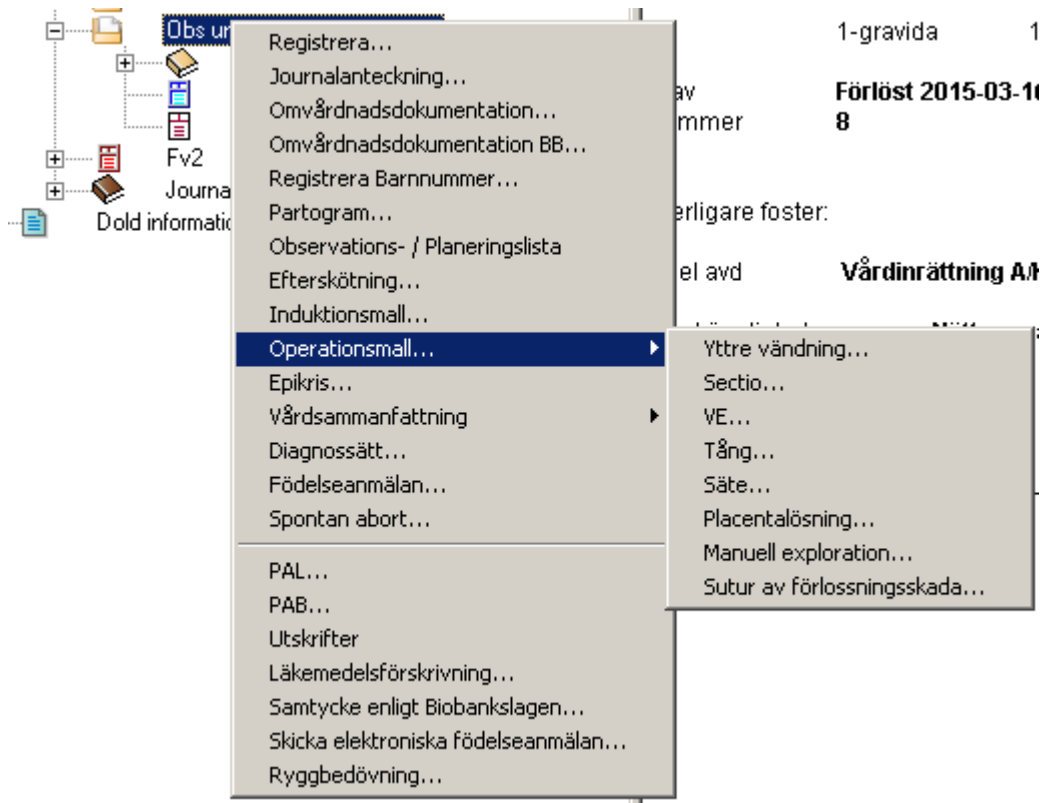 Obs
Fv2
Dold
Registrera...
Journalanteckning...
Omvårdnadsdokumentation...
Omvårdnadsdokumentation BB...
Registrera Barnnummer...
Partogram...
Observations- / Planeringslista
Efterskötning...
Induktionsmall...
Operationsmall...
Epikris...
Vårdsammanfattning
Diagnossätt...
Födelseanmälan...
Spontan abort...
PAL...
PAB...
Utskrifter
Läkemedelsförskrivning...
Samtycke enligt Biobankslagen...
Skicka elektroniska födelseanmälan...
Ryggbedövning...
Yttre vändning...
Sectio...
VE...
Tång...
Säte...
Placentalösning...
Manuell exploration...
Sutur av förlossningsskada...
1-gravida 1
av Förlöst 2015-03-16
mmer 8
erligare foster:
el avd Vårdinrättning A/K